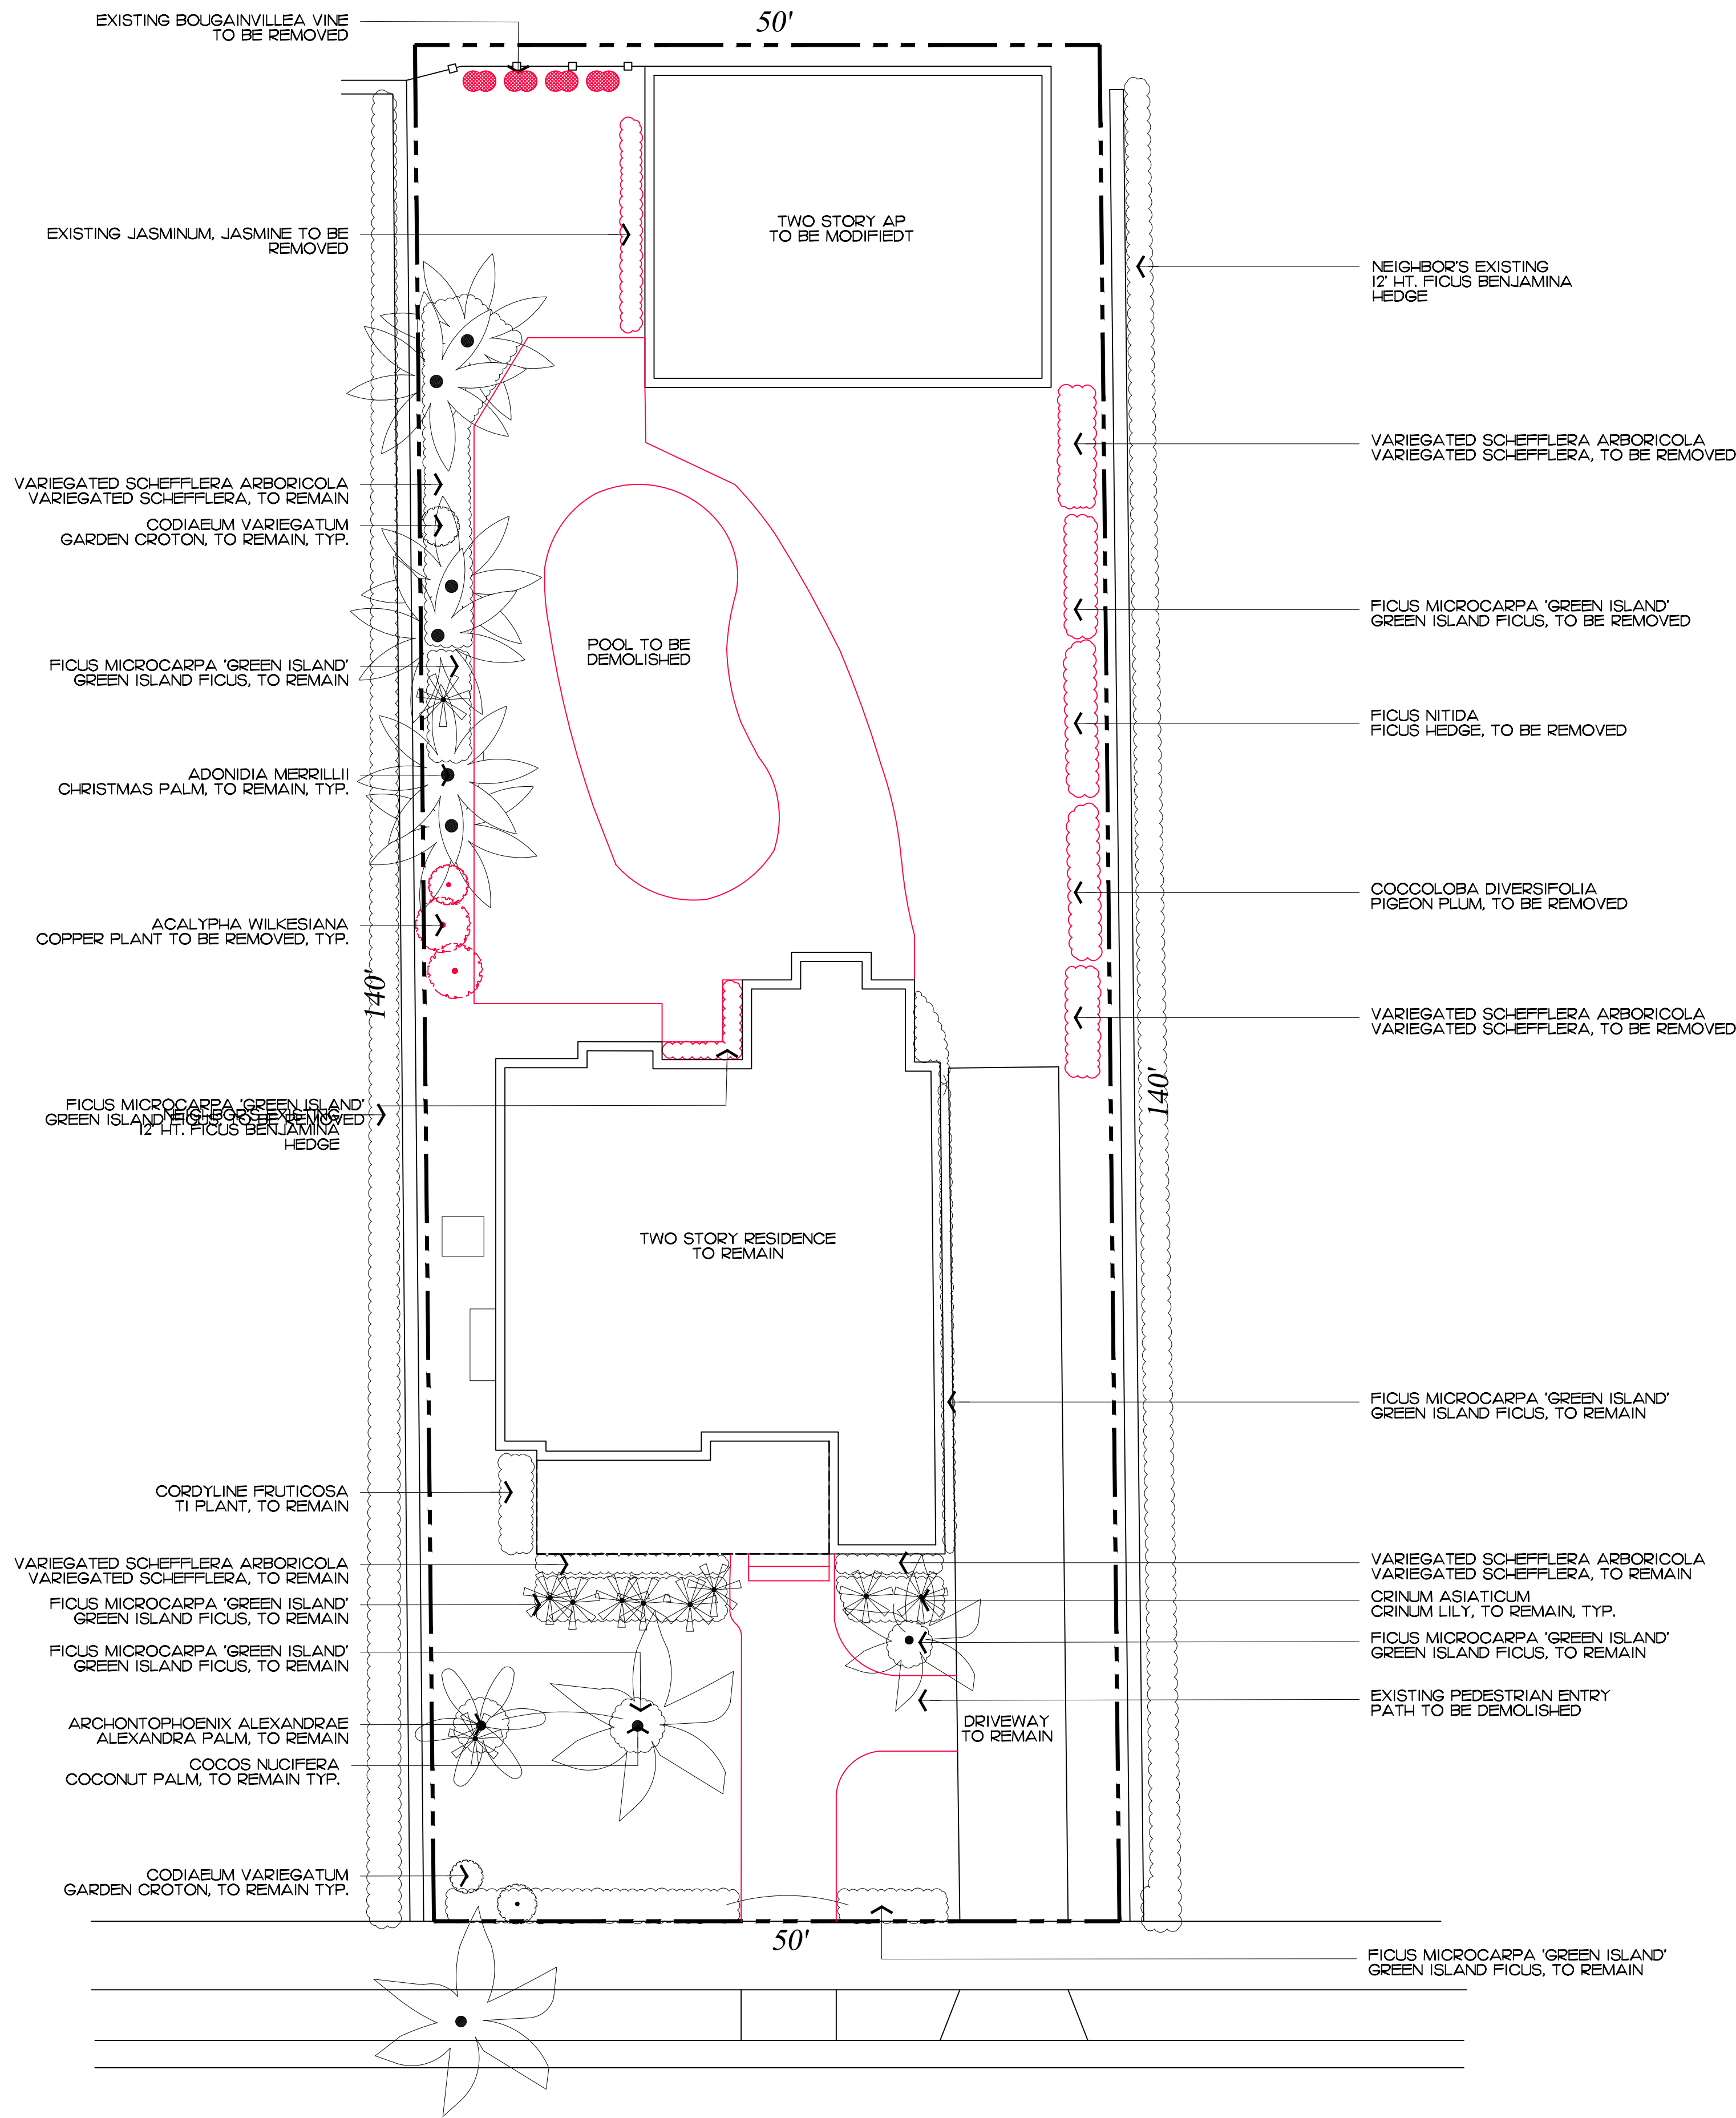 50'
EXISTING BOUGAINVILLEA VINE
TO BE REMOVED
EXISTING JASMINUM, JASMINE TO BE
REMOVED
TWO STORY AP
TO BE MODIFIEDT
NEIGHBOR'S EXISTING
12' HT. FICUS BENJAMINA
HEDGE
VARIEGATED SCHEFFLERA ARBORICOLA
VARIEGATED SCHEFFLERA, TO BE REMOVED
VARIEGATED SCHEFFLERA ARBORICOLA
VARIEGATED SCHEFFLERA, TO REMAIN
CODIAEUM VARIEGATUM
GARDEN CROTON, TO REMAIN, TYP.
FICUS MICROCARPA 'GREEN ISLAND'
GREEN ISLAND FICUS, TO BE REMOVED
POOL TO BE
DEMOLISHED
FICUS MICROCARPA 'GREEN ISLAND'
GREEN ISLAND FICUS, TO REMAIN
FICUS NITIDA
FICUS HEDGE, TO BE REMOVED
ADONIDIA MERRILLII
CHRISTMAS PALM, TO REMAIN, TYP.
COCCOLOBA DIVERSIFOLIA
PIGEON PLUM, TO BE REMOVED
ACALYPHA WILKESIANA
COPPER PLANT TO BE REMOVED, TYP.
140'
VARIEGATED SCHEFFLERA ARBORICOLA
VARIEGATED SCHEFFLERA, TO BE REMOVED
140'
FICUS MICROCARPA 'GREEN ISLAND'
GREEN ISLAND FICUS, TO BE REMOVED
NEIGHBOR'S EXISTING
12' HT. FICUS BENJAMINA
HEDGE
TWO STORY RESIDENCE
TO REMAIN
FICUS MICROCARPA 'GREEN ISLAND'
GREEN ISLAND FICUS, TO REMAIN
CORDYLINE FRUTICOSA
TI PLANT, TO REMAIN
VARIEGATED SCHEFFLERA ARBORICOLA
VARIEGATED SCHEFFLERA, TO REMAIN
VARIEGATED SCHEFFLERA ARBORICOLA
VARIEGATED SCHEFFLERA, TO REMAIN
FICUS MICROCARPA 'GREEN ISLAND'
GREEN ISLAND FICUS, TO REMAIN
CRINUM ASIATICUM
CRINUM LILY, TO REMAIN, TYP.
FICUS MICROCARPA 'GREEN ISLAND'
GREEN ISLAND FICUS, TO REMAIN
FICUS MICROCARPA 'GREEN ISLAND'
GREEN ISLAND FICUS, TO REMAIN
EXISTING PEDESTRIAN ENTRY
PATH TO BE DEMOLISHED
ARCHONTOPHOENIX ALEXANDRAE
ALEXANDRA PALM, TO REMAIN
DRIVEWAY
TO REMAIN
COCOS NUCIFERA
COCONUT PALM, TO REMAIN TYP.
CODIAEUM VARIEGATUM
GARDEN CROTON, TO REMAIN TYP.
50'
FICUS MICROCARPA 'GREEN ISLAND'
GREEN ISLAND FICUS, TO REMAIN